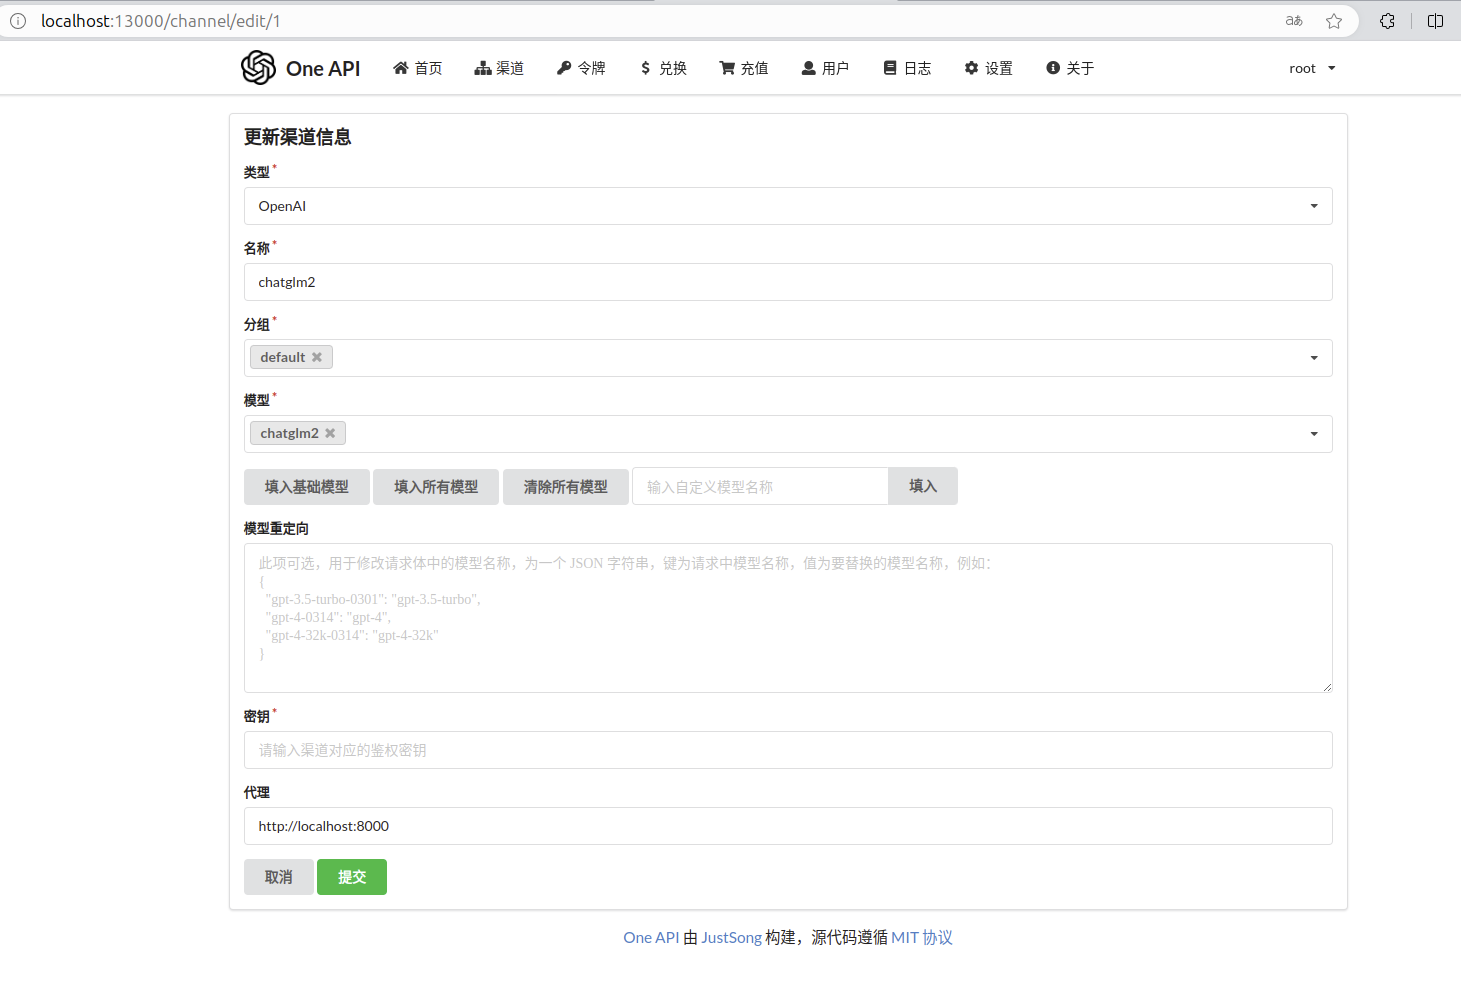 localhost:13000/channel/edit/1
One API 首页 渠道 令牌 兑换 充值 用户 日志 设置 关于 root
更新渠道信息
类型*
OpenAI
名称*
chatglm2
分组*
default
模型*
chatglm2
填入基础模型 填入所有模型 清除所有模型 输入自定义模型名称 填入
模型重定向
此项可选，用于修改请求体中的模型名称，为一个 JSON 字符串，键为请求中模型名称，值为要替换的模型名称，例如：
{
"gpt-3.5-turbo-0301": "gpt-3.5-turbo",
"gpt-4-0314": "gpt-4",
"gpt-4-32k-0314": "gpt-4-32k"
}
密钥*
请输入渠道对应的鉴权密钥
代理
http://localhost:8000
取消 提交
One API 由 JustSong 构建，源代码遵循 MIT 协议